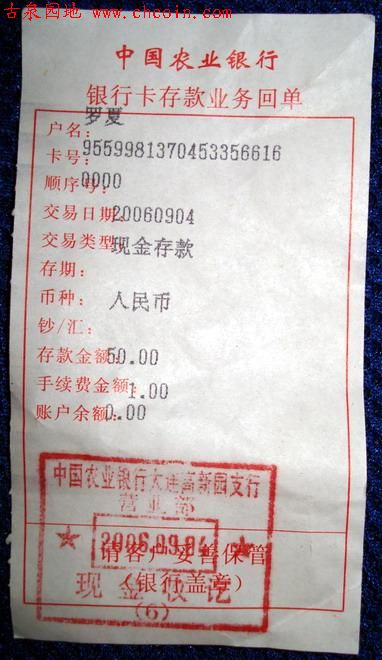 古泉园地 www.chcoin.com
中国农业银行
银行卡存款业务回单
户名: 罗夏
卡号: 9559981370453356616
顺序号: 0000
交易日期: 20060904
交易类型: 现金存款
存期:
币种: 人民币
钞/汇:
存款金额: 50.00
手续费金额: 1.00
账户余额: 0.00
中国农业银行大连高新园支行
营业部
2006.09.04
请客户妥善保管
现金收讫
(银行盖章)
(6)